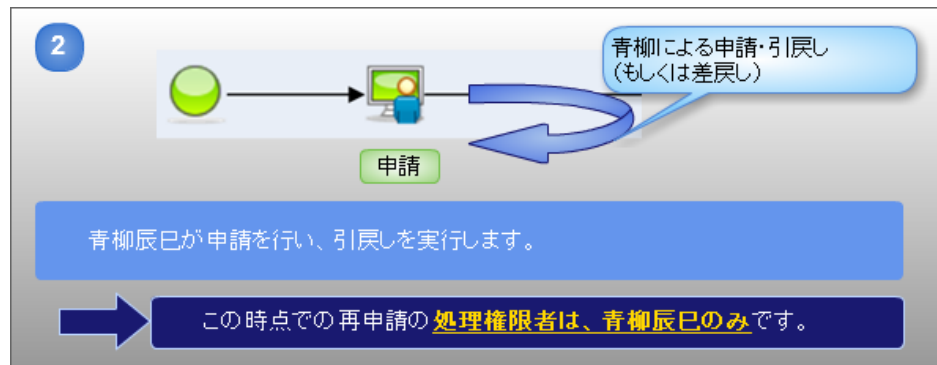 2
青柳による申請・引戻し
（もしくは差戻し）
申請
青柳辰巳が申請を行い、引戻しを実行します。
この時点での再申請の処理権限者は、青柳辰巳のみです。